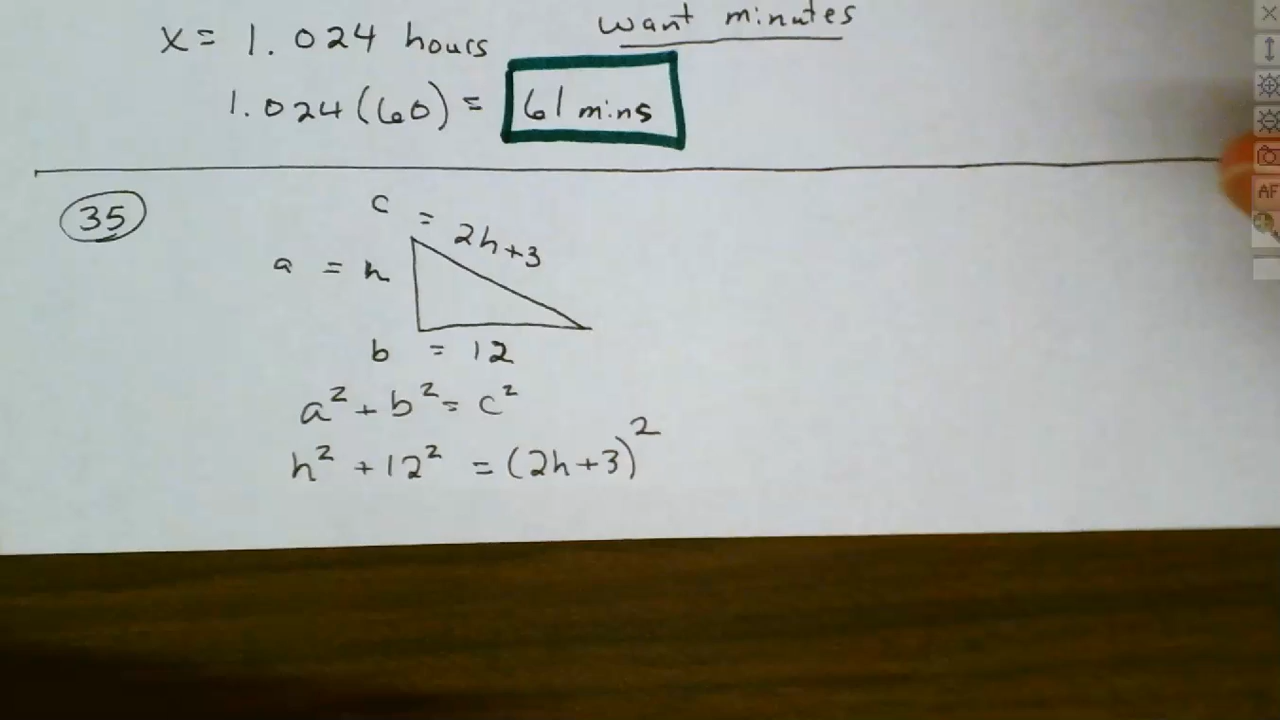 want minutes
x = 1.024 hours
1.024(60) = 61 mins
35
c = 2h+3
a = h
b = 12
a² + b² = c²
h² + 12² = (2h+3)²
AF